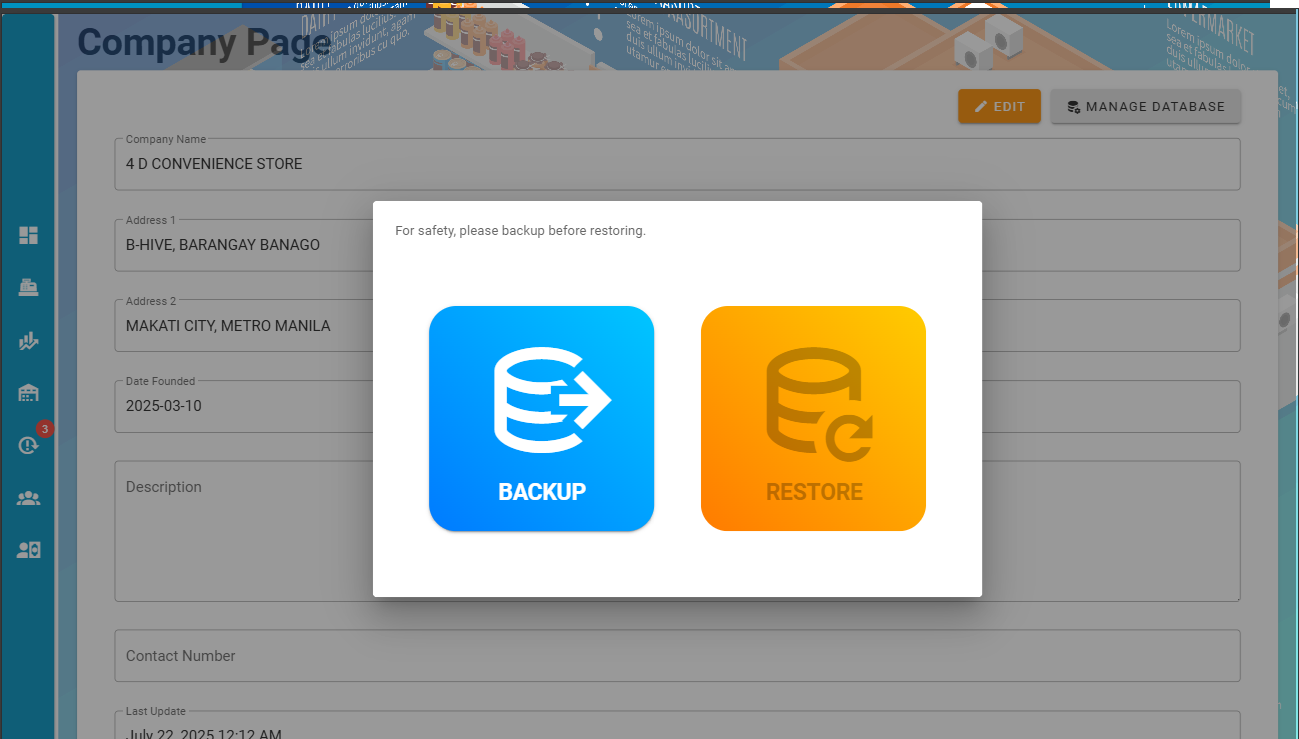 Company Page
EDIT
MANAGE DATABASE
Company Name
4 D CONVENIENCE STORE
Address 1
B-HIVE, BARANGAY BANAGO
Address 2
MAKATI CITY, METRO MANILA
Date Founded
2025-03-10
3
Description
Contact Number
Last Update
July 22, 2025 12:12 AM
For safety, please backup before restoring.
BACKUP
RESTORE